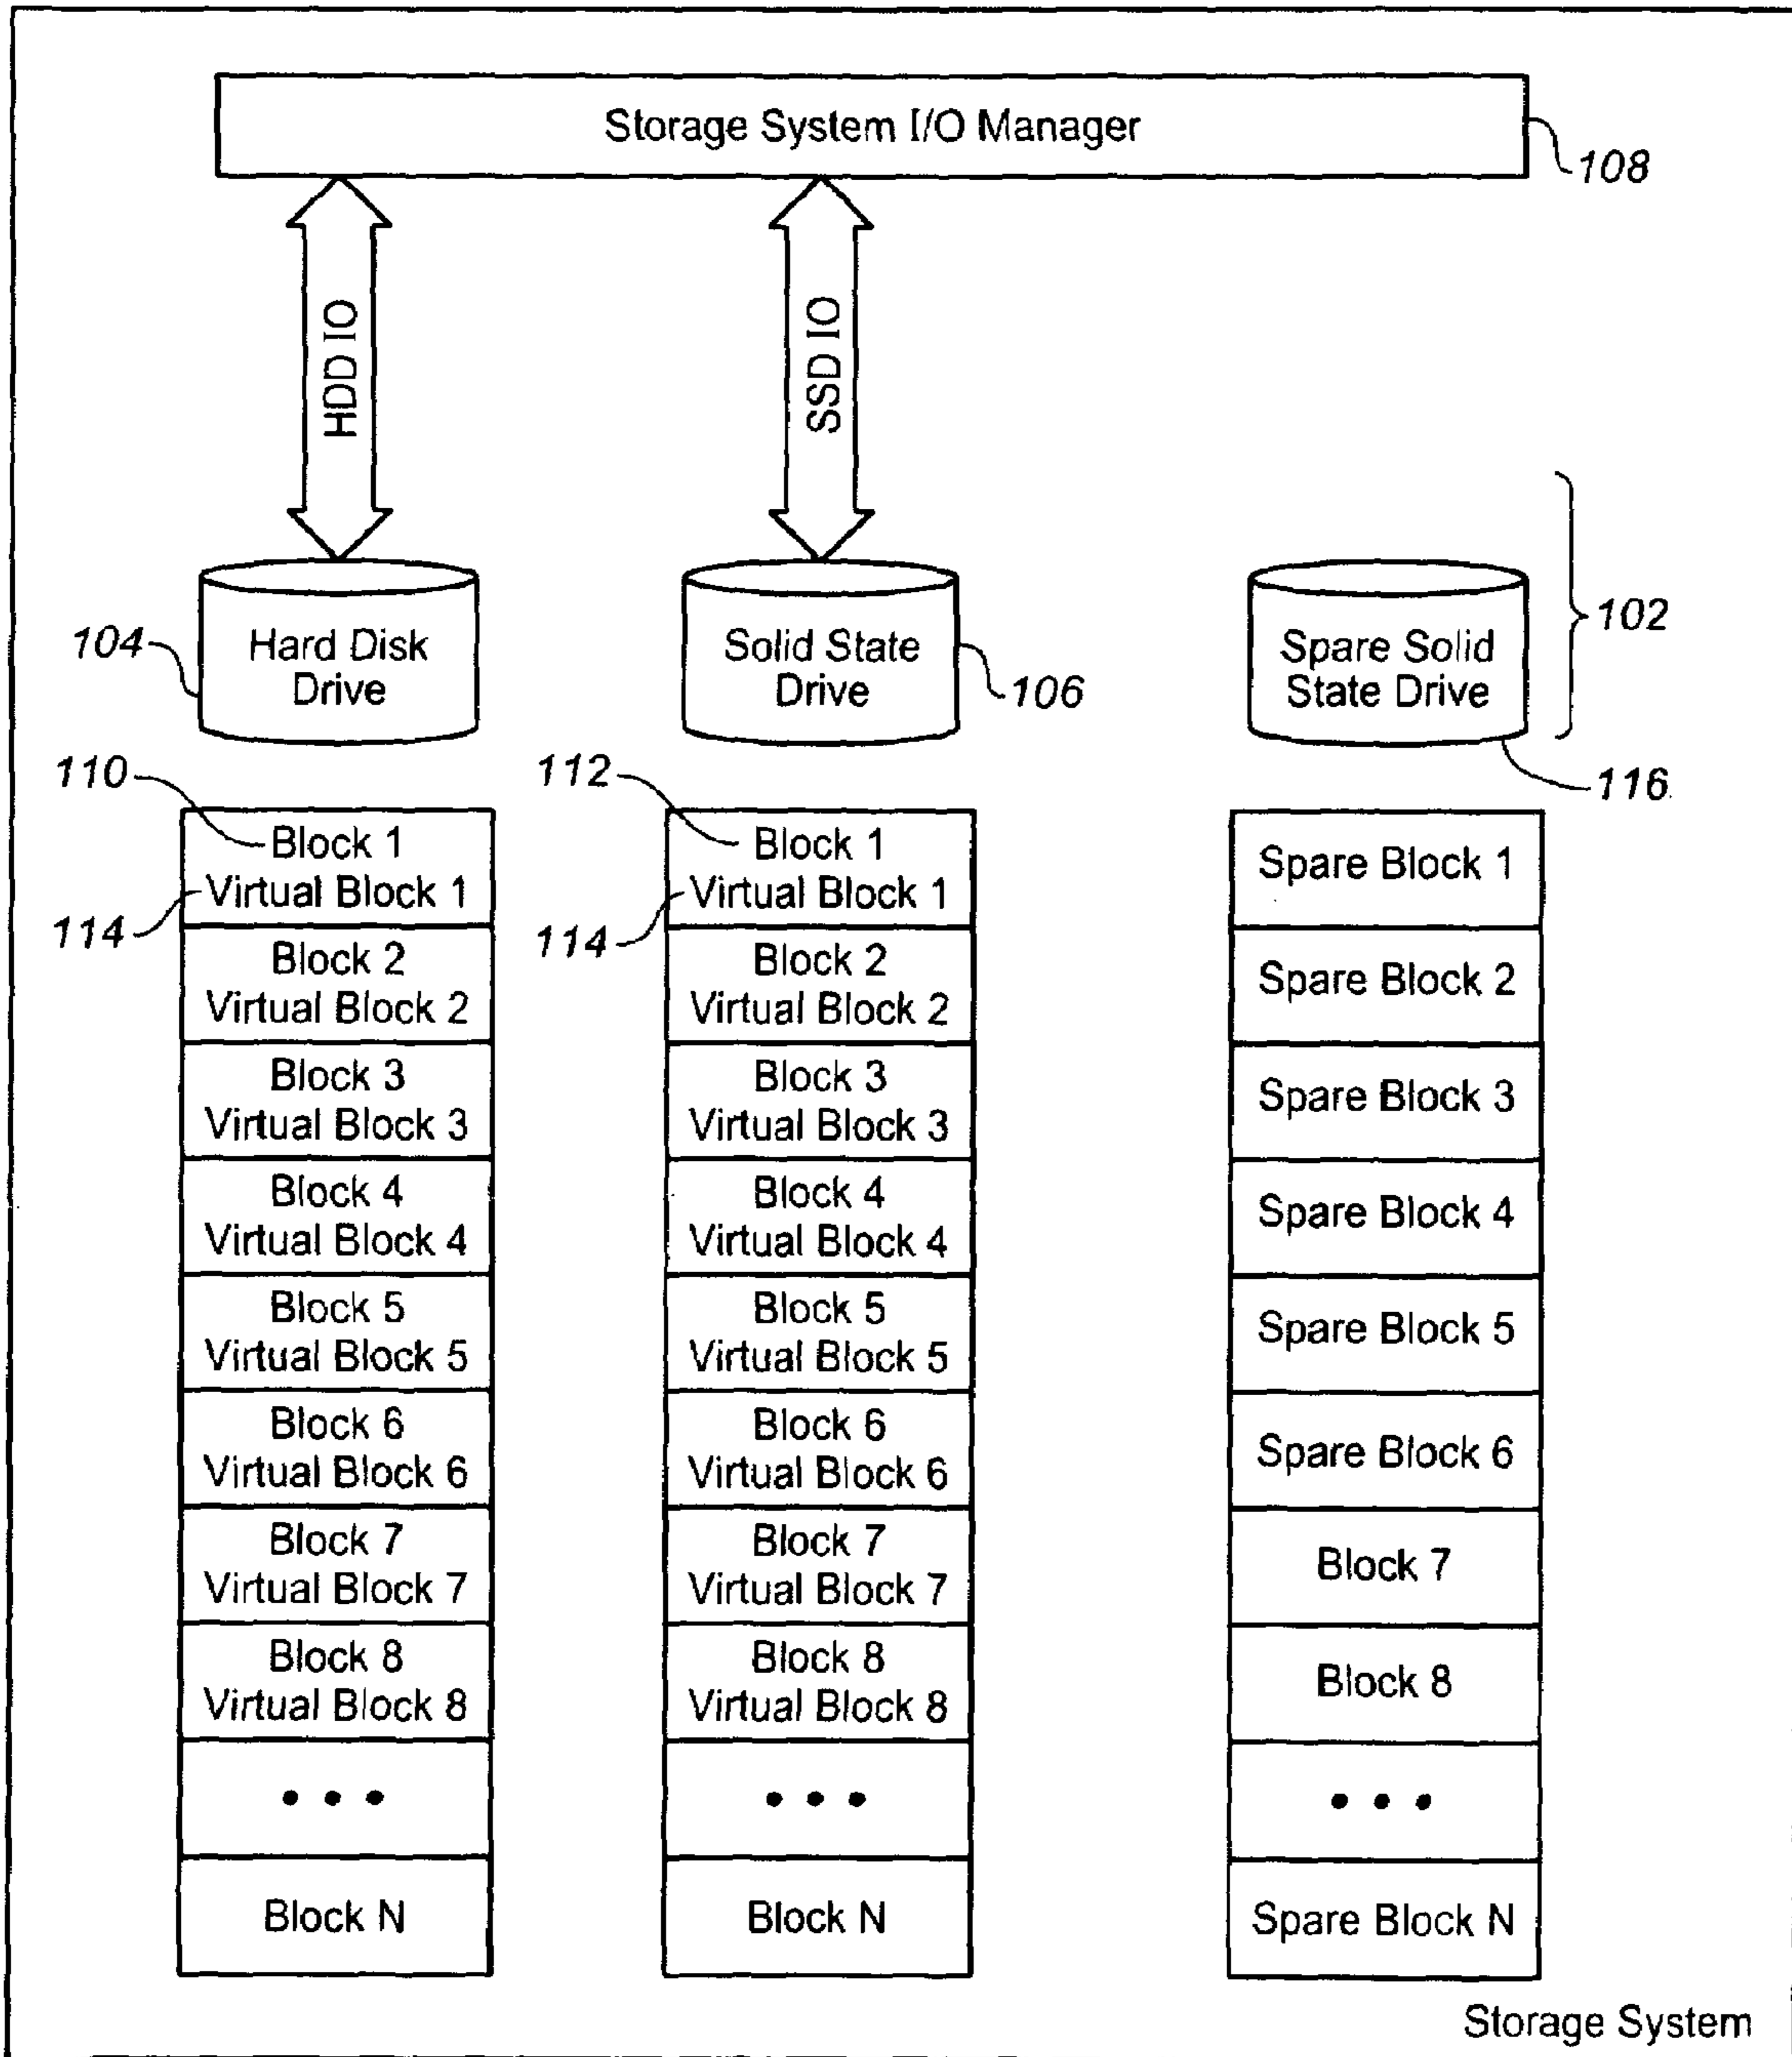 Storage System I/O Manager
108
HDD IO
SSD IO
102
104
Hard Disk
Drive
Solid State
Drive
106
Spare Solid
State Drive
116
110
Block 1
Virtual Block 1
114
Block 2
Virtual Block 2
Block 3
Virtual Block 3
Block 4
Virtual Block 4
Block 5
Virtual Block 5
Block 6
Virtual Block 6
Block 7
Virtual Block 7
Block 8
Virtual Block 8
• • •
Block N
112
Block 1
Virtual Block 1
114
Block 2
Virtual Block 2
Block 3
Virtual Block 3
Block 4
Virtual Block 4
Block 5
Virtual Block 5
Block 6
Virtual Block 6
Block 7
Virtual Block 7
Block 8
Virtual Block 8
• • •
Block N
Spare Block 1
Spare Block 2
Spare Block 3
Spare Block 4
Spare Block 5
Spare Block 6
Block 7
Block 8
• • •
Spare Block N
Storage System